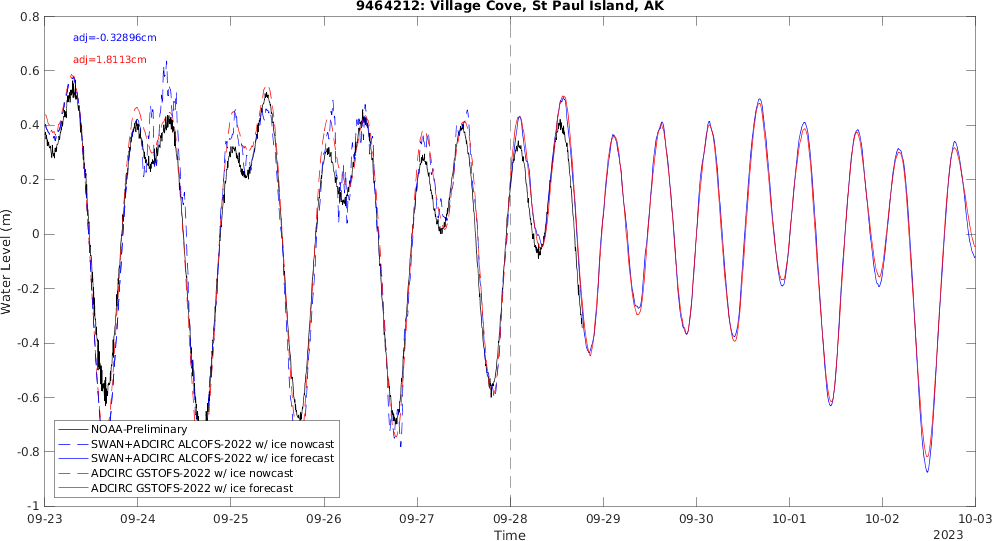 9464212: Village Cove, St Paul Island, AK
0.8
0.6
0.4
0.2
0
-0.2
-0.4
-0.6
-0.8
-1
Water Level (m)
adj=-0.32896cm
adj=1.8113cm
NOAA-Preliminary
SWAN+ADCIRC ALCOFS-2022 w/ ice nowcast
SWAN+ADCIRC ALCOFS-2022 w/ ice forecast
ADCIRC GSTOFS-2022 w/ ice nowcast
ADCIRC GSTOFS-2022 w/ ice forecast
09-23 09-24 09-25 09-26 09-27 09-28 09-29 09-30 10-01 10-02 10-03
Time
2023